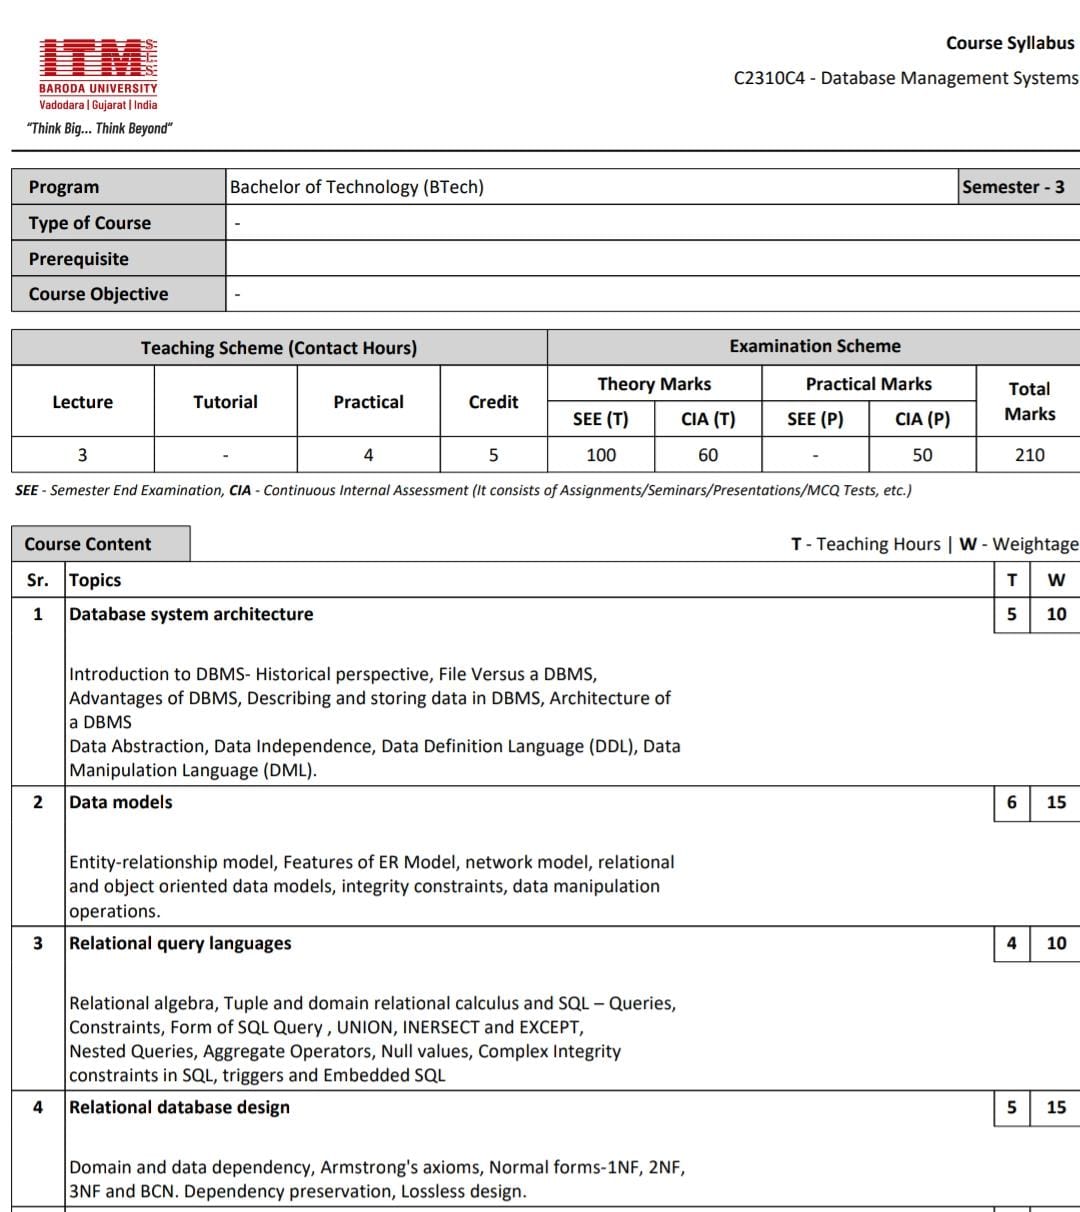 ITM
SLS
BARODA UNIVERSITY
Vadodara | Gujarat | India
"Think Big... Think Beyond"
Course Syllabus
C2310C4 - Database Management Systems
Program Bachelor of Technology (BTech) Semester - 3
Type of Course -
Prerequisite
Course Objective -
Teaching Scheme (Contact Hours) Examination Scheme
Lecture Tutorial Practical Credit Theory Marks Practical Marks Total Marks
SEE (T) CIA (T) SEE (P) CIA (P)
3 - 4 5 100 60 - 50 210
SEE - Semester End Examination, CIA - Continuous Internal Assessment (It consists of Assignments/Seminars/Presentations/MCQ Tests, etc.)
Course Content T - Teaching Hours | W - Weightage
Sr. Topics T W
1 Database system architecture 5 10
Introduction to DBMS- Historical perspective, File Versus a DBMS,
Advantages of DBMS, Describing and storing data in DBMS, Architecture of
a DBMS
Data Abstraction, Data Independence, Data Definition Language (DDL), Data
Manipulation Language (DML).
2 Data models 6 15
Entity-relationship model, Features of ER Model, network model, relational
and object oriented data models, integrity constraints, data manipulation
operations.
3 Relational query languages 4 10
Relational algebra, Tuple and domain relational calculus and SQL – Queries,
Constraints, Form of SQL Query , UNION, INERSECT and EXCEPT,
Nested Queries, Aggregate Operators, Null values, Complex Integrity
constraints in SQL, triggers and Embedded SQL
4 Relational database design 5 15
Domain and data dependency, Armstrong's axioms, Normal forms-1NF, 2NF,
3NF and BCN. Dependency preservation, Lossless design.